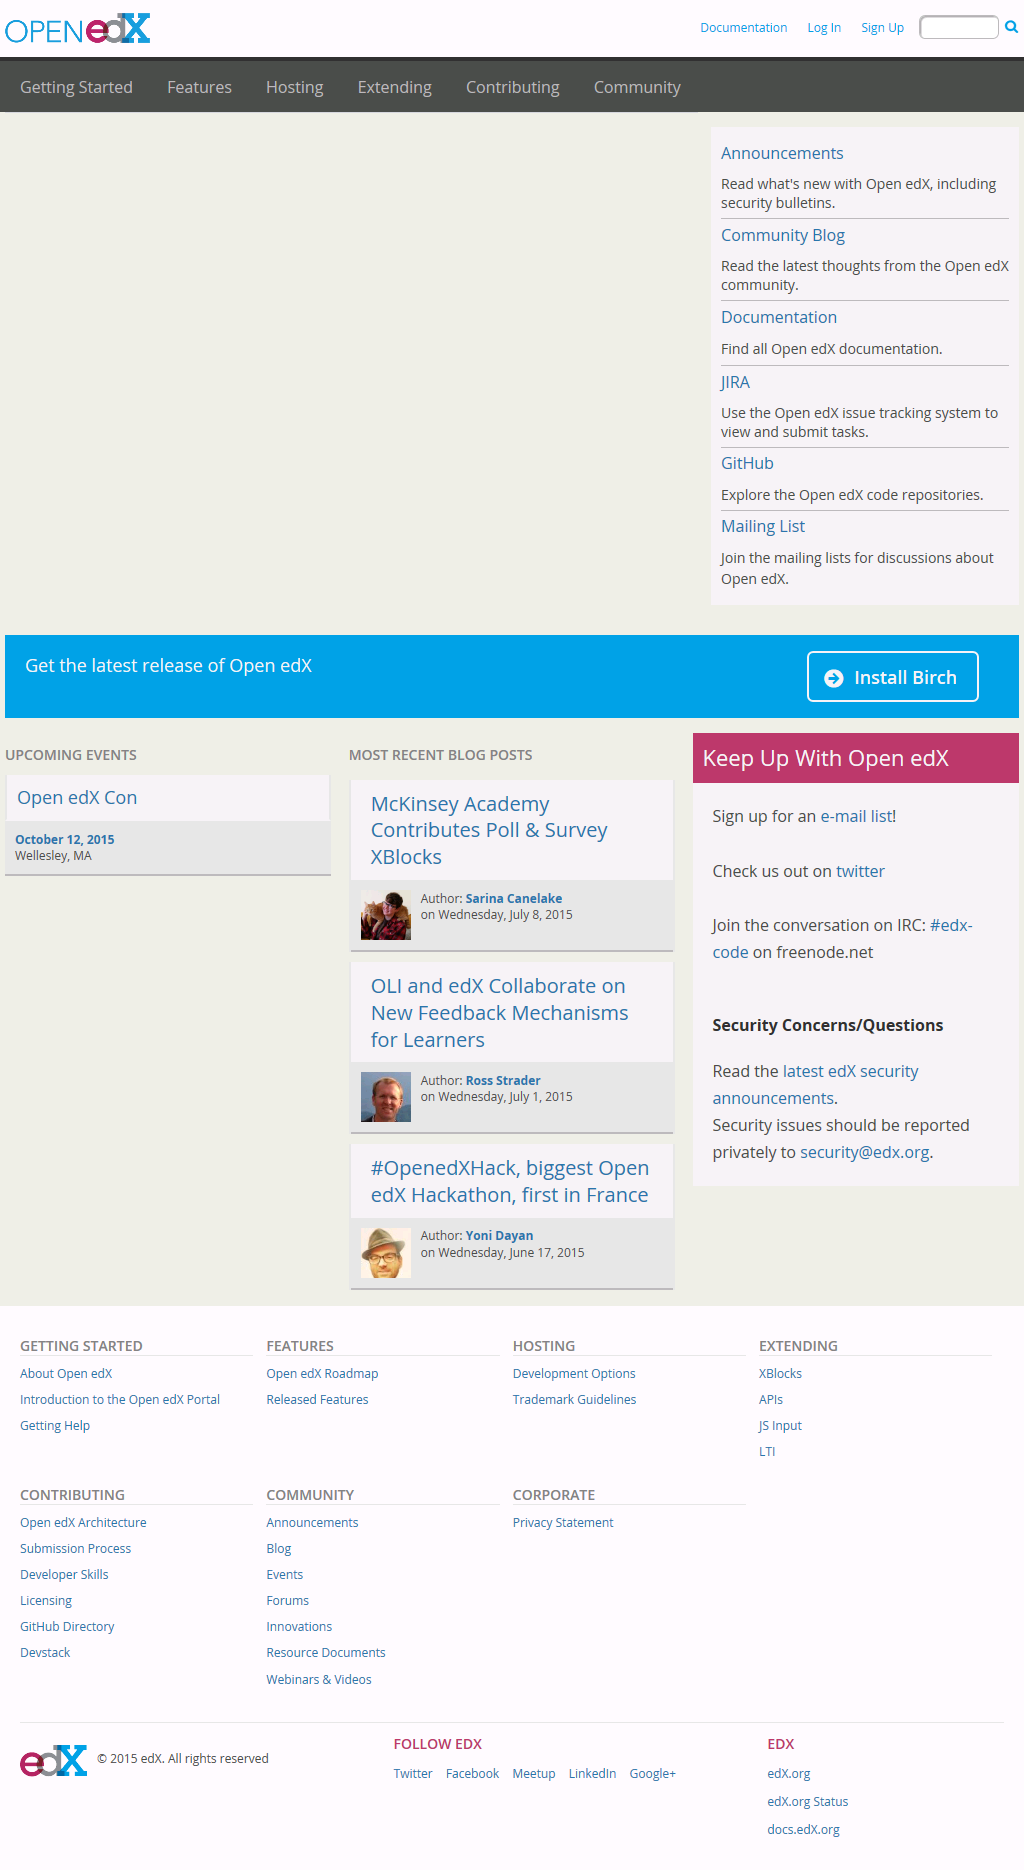 OPEN edX
Documentation Log In Sign Up
Getting Started Features Hosting Extending Contributing Community
Announcements
Read what's new with Open edX, including
security bulletins.
Community Blog
Read the latest thoughts from the Open edX
community.
Documentation
Find all Open edX documentation.
JIRA
Use the Open edX issue tracking system to
view and submit tasks.
GitHub
Explore the Open edX code repositories.
Mailing List
Join the mailing lists for discussions about
Open edX.
Get the latest release of Open edX
Install Birch
UPCOMING EVENTS
Open edX Con
October 12, 2015
Wellesley, MA
MOST RECENT BLOG POSTS
McKinsey Academy
Contributes Poll & Survey
XBlocks
Author: Sarina Canelake
on Wednesday, July 8, 2015
OLI and edX Collaborate on
New Feedback Mechanisms
for Learners
Author: Ross Strader
on Wednesday, July 1, 2015
#OpenedXHack, biggest Open
edX Hackathon, first in France
Author: Yoni Dayan
on Wednesday, June 17, 2015
Keep Up With Open edX
Sign up for an e-mail list!
Check us out on twitter
Join the conversation on IRC: #edx-
code on freenode.net
Security Concerns/Questions
Read the latest edX security
announcements.
Security issues should be reported
privately to security@edx.org.
GETTING STARTED
About Open edX
Introduction to the Open edX Portal
Getting Help
FEATURES
Open edX Roadmap
Released Features
HOSTING
Development Options
Trademark Guidelines
EXTENDING
XBlocks
APIs
JS Input
LTI
CONTRIBUTING
Open edX Architecture
Submission Process
Developer Skills
Licensing
GitHub Directory
Devstack
COMMUNITY
Announcements
Blog
Events
Forums
Innovations
Resource Documents
Webinars & Videos
CORPORATE
Privacy Statement
edX © 2015 edX. All rights reserved
FOLLOW EDX
Twitter Facebook Meetup LinkedIn Google+
EDX
edX.org
edX.org Status
docs.edX.org